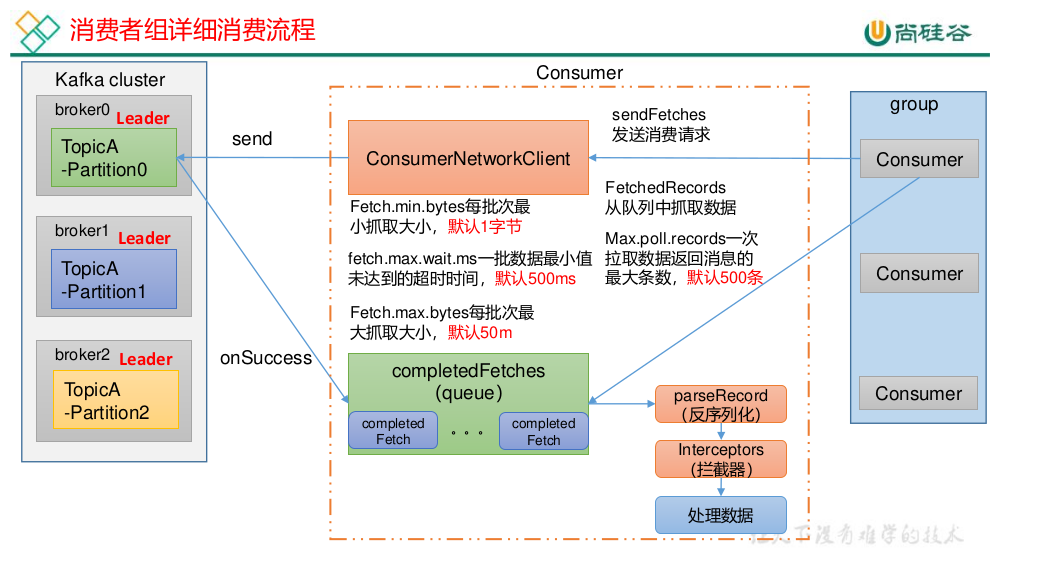 消费者组详细消费流程
尚硅谷
Kafka cluster
broker0
Leader
TopicA
-Partition0
broker1
Leader
TopicA
-Partition1
broker2
Leader
TopicA
-Partition2
send
onSuccess
Consumer
ConsumerNetworkClient
Fetch.min.bytes每批次最
小抓取大小，默认1字节
fetch.max.wait.ms一批数据最小值
未达到的超时时间，默认500ms
Fetch.max.bytes每批次最
大抓取大小，默认50m
completedFetches
（queue）
completed
Fetch
。。。
completed
Fetch
sendFetches
发送消费请求
FetchedRecords
从队列中抓取数据
Max.poll.records一次
拉取数据返回消息的
最大条数，默认500条
parseRecord
（反序列化）
Interceptors
（拦截器）
处理数据
group
Consumer
Consumer
Consumer
让天下没有难学的技术